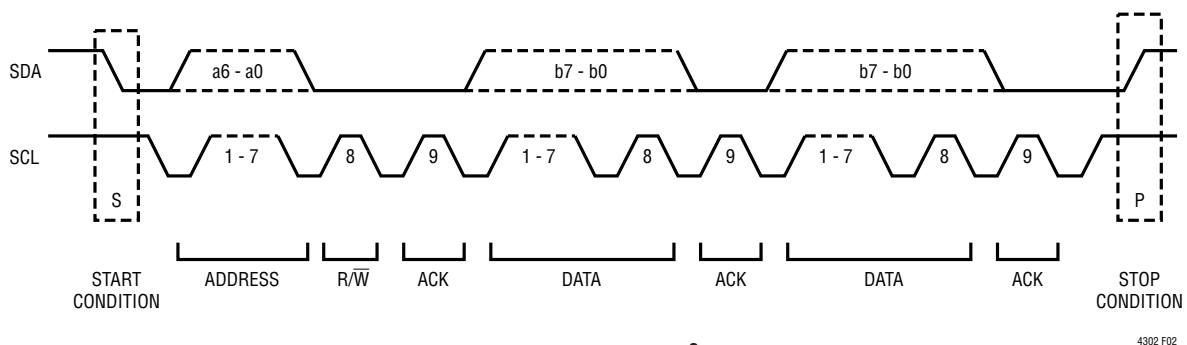 SDA
a6 - a0
b7 - b0
b7 - b0
SCL
1 - 7
8
9
1 - 7
8
9
1 - 7
8
9
S
P
START CONDITION
ADDRESS
R/W̅
ACK
DATA
ACK
DATA
ACK
STOP CONDITION
4302 F02